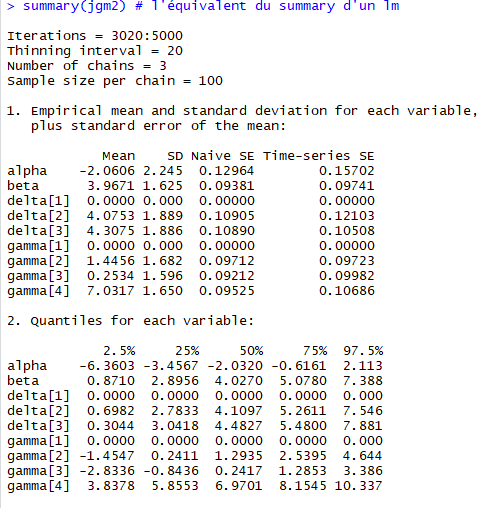 > summary(jgm2) # l'équivalent du summary d'un lm
Iterations = 3020:5000
Thinning interval = 20
Number of chains = 3
Sample size per chain = 100
1. Empirical mean and standard deviation for each variable,
plus standard error of the mean:
Mean SD Naive SE Time-series SE
alpha -2.0606 2.245 0.12964 0.15702
beta 3.9671 1.625 0.09381 0.09741
delta[1] 0.0000 0.000 0.00000 0.00000
delta[2] 4.0753 1.889 0.10905 0.12103
delta[3] 4.3075 1.886 0.10890 0.10508
gamma[1] 0.0000 0.000 0.00000 0.00000
gamma[2] 1.4456 1.682 0.09712 0.09723
gamma[3] 0.2534 1.596 0.09212 0.09982
gamma[4] 7.0317 1.650 0.09525 0.10686
2. Quantiles for each variable:
2.5% 25% 50% 75% 97.5%
alpha -6.3603 -3.4567 -2.0320 -0.6161 2.113
beta 0.8710 2.8956 4.0270 5.0780 7.388
delta[1] 0.0000 0.0000 0.0000 0.0000 0.000
delta[2] 0.6982 2.7833 4.1097 5.2611 7.546
delta[3] 0.3044 3.0418 4.4827 5.4800 7.881
gamma[1] 0.0000 0.0000 0.0000 0.0000 0.000
gamma[2] -1.4547 0.2411 1.2935 2.5395 4.644
gamma[3] -2.8336 -0.8436 0.2417 1.2853 3.386
gamma[4] 3.8378 5.8553 6.9701 8.1545 10.337